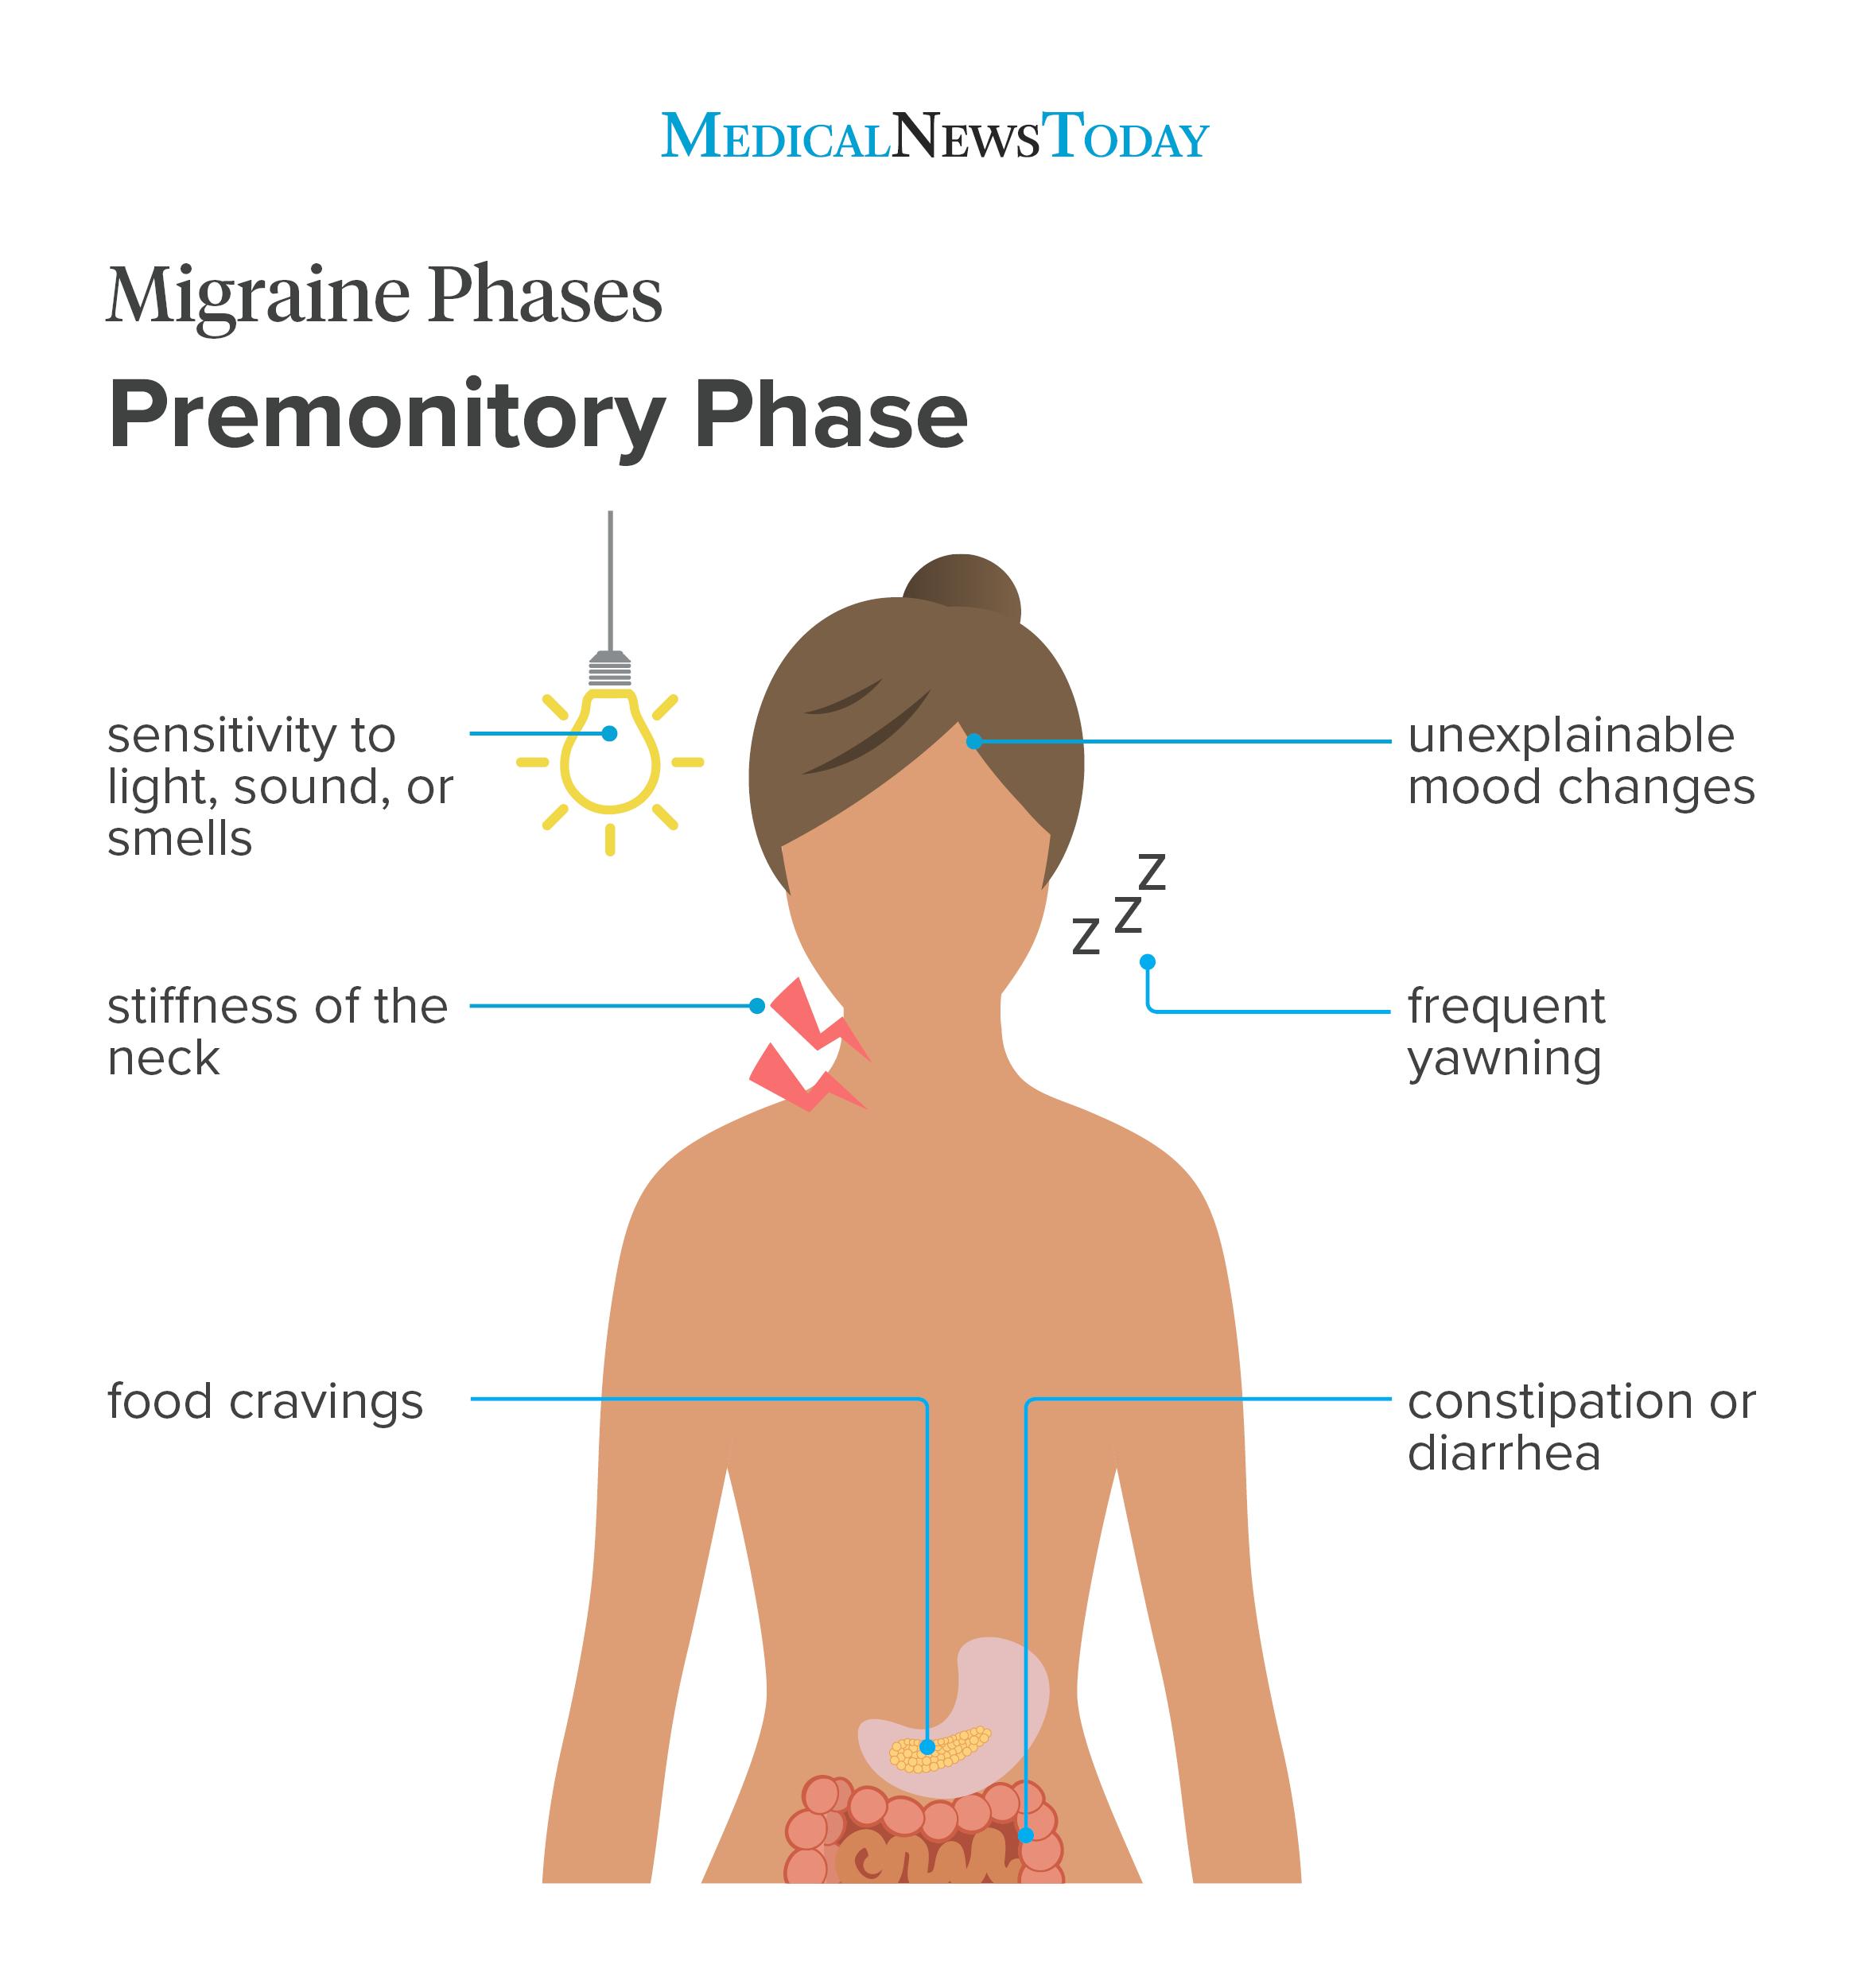 MEDICALNEWSTODAY
Migraine Phases
Premonitory Phase
sensitivity to
light, sound, or
smells
unexplainable
mood changes
z
z
z
stiffness of the
neck
frequent
yawning
food cravings
constipation or
diarrhea